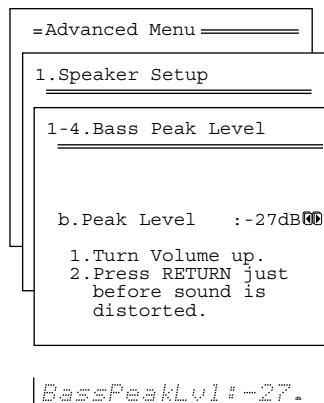 =Advanced Menu
1.Speaker Setup
1-4.Bass Peak Level
b.Peak Level :-27dB
1.Turn Volume up.
2.Press RETURN just
before sound is
distorted.
BassPeakLvl:-27.